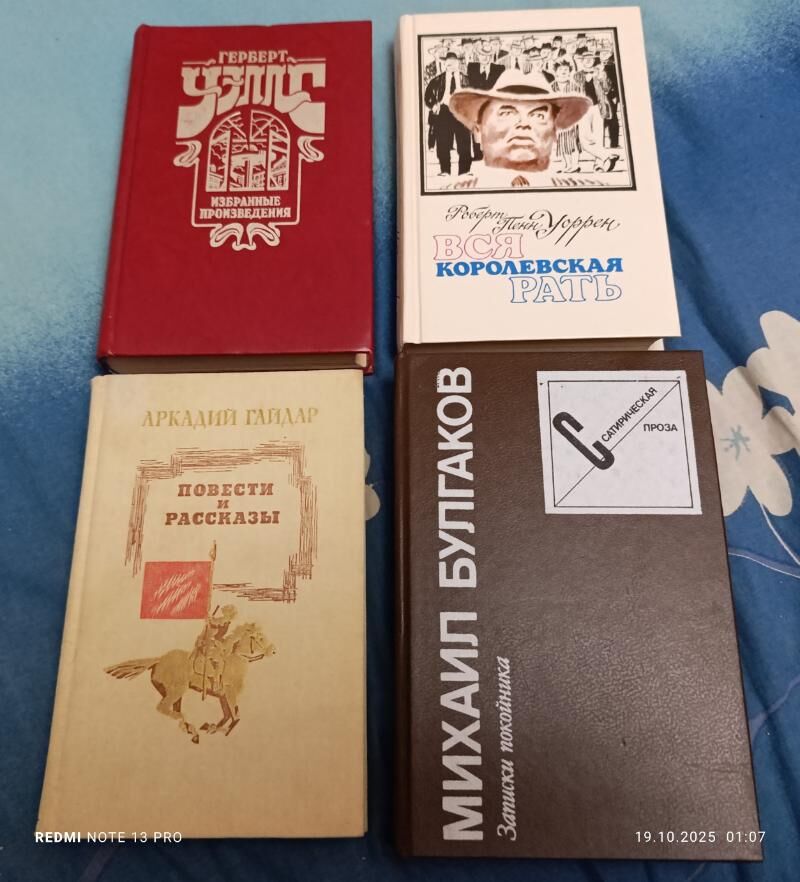 ГЕРБЕРТ
УЭЛЛС
ИЗБРАННЫЕ
ПРОИЗВЕДЕНИЯ
Роберт
Пенн Уоррен
ВСЯ
КОРОЛЕВСКАЯ
РАТЬ
АРКАДИЙ ГАЙДАР
ПОВЕСТИ
И
РАССКАЗЫ
МИХАИЛ БУЛГАКОВ
Записки покойника
С
САТИРИЧЕСКАЯ
ПРОЗА
REDMI NOTE 13 PRO
19.10.2025 01:07